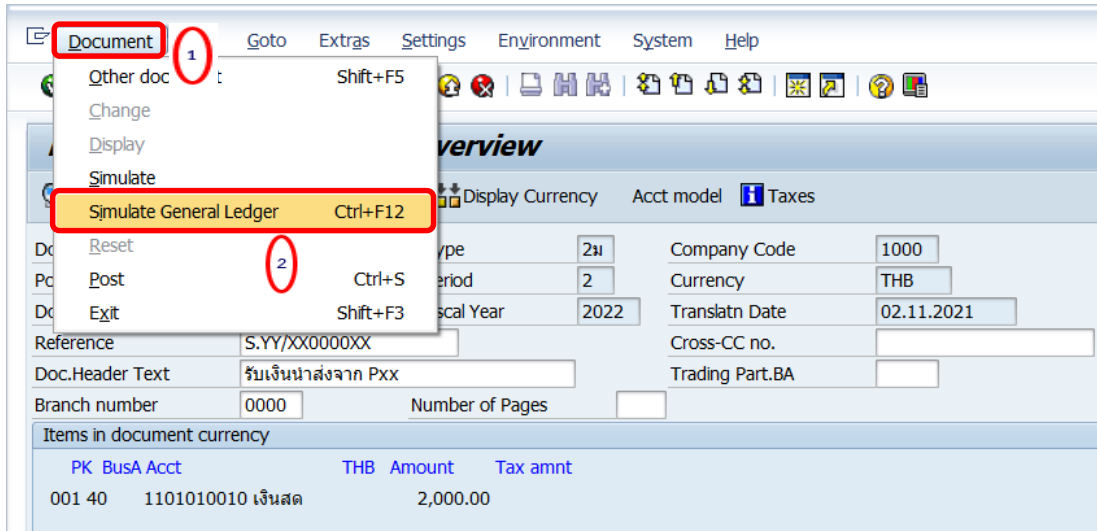 Document Goto Extras Settings Environment System Help
1
Other doc t Shift+F5
Change
Display
verview
Simulate
Simulate General Ledger Ctrl+F12 Display Currency Acct model Taxes
Reset
2
Do ype 2ม Company Code 1000
Post Ctrl+S
Po eriod 2 Currency THB
Exit Shift+F3
Do scal Year 2022 Translatn Date 02.11.2021
Reference S.YY/XX0000XX Cross-CC no.
Doc.Header Text รับเงินนำส่งจาก Pxx Trading Part.BA
Branch number 0000 Number of Pages
Items in document currency
PK BusA Acct THB Amount Tax amnt
001 40 1101010010 เงินสด 2,000.00